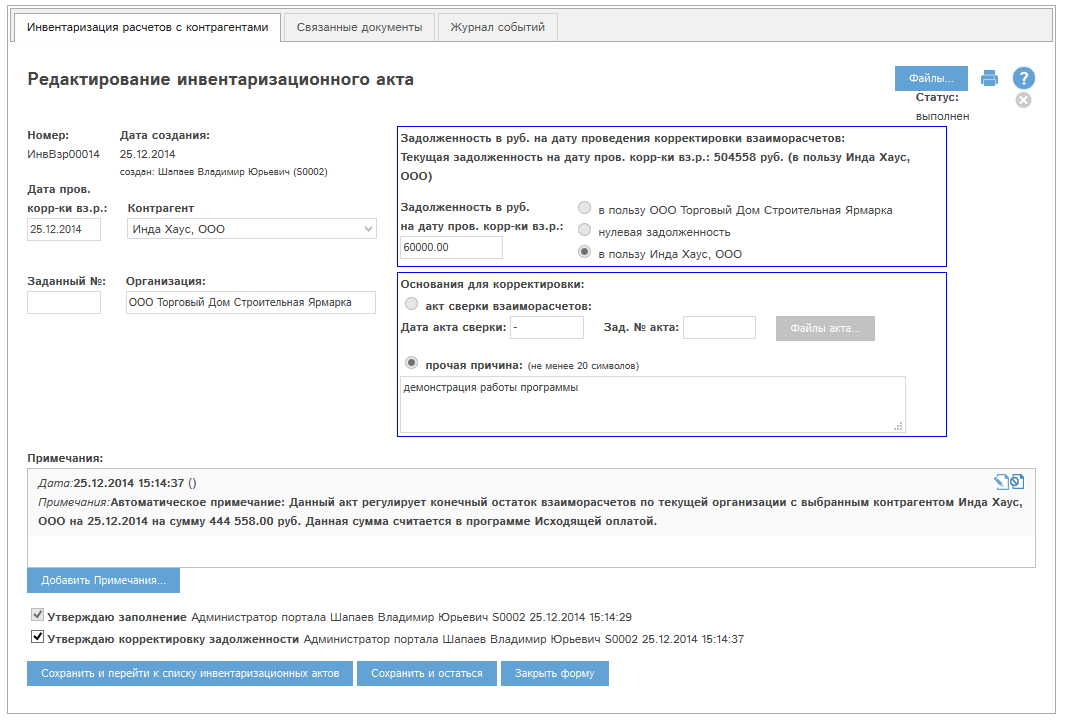 Инвентаризация расчетов с контрагентами
Связанные документы
Журнал событий
Редактирование инвентаризационного акта
Файлы...
?
Статус:
выполнен
Номер:
Дата создания:
ИнвВзр00014
25.12.2014
создан: Шапаев Владимир Юрьевич (S0002)
Дата пров.
корр-ки вз.р.:
Контрагент
25.12.2014
Инда Хаус, ООО
Заданный №:
Организация:
ООО Торговый Дом Строительная Ярмарка
Задолженность в руб. на дату проведения корректировки взаиморасчетов:
Текущая задолженность на дату пров. корр-ки вз.р.: 504558 руб. (в пользу Инда Хаус,
ООО)
Задолженность в руб.
на дату пров. корр-ки вз.р.:
60000.00
в пользу ООО Торговый Дом Строительная Ярмарка
нулевая задолженность
в пользу Инда Хаус, ООО
Основания для корректировки:
акт сверки взаиморасчетов:
Дата акта сверки: -
Зад. № акта:
Файлы акта...
прочая причина: (не менее 20 символов)
демонстрация работы программы
Примечания:
Дата:25.12.2014 15:14:37 ()
Примечания:Автоматическое примечание: Данный акт регулирует конечный остаток взаиморасчетов по текущей организации с выбранным контрагентом Инда Хаус,
ООО на 25.12.2014 на сумму 444 558.00 руб. Данная сумма считается в программе Исходящей оплатой.
Добавить Примечания...
Утверждаю заполнение Администратор портала Шапаев Владимир Юрьевич S0002 25.12.2014 15:14:29
Утверждаю корректировку задолженности Администратор портала Шапаев Владимир Юрьевич S0002 25.12.2014 15:14:37
Сохранить и перейти к списку инвентаризационных актов
Сохранить и остаться
Закрыть форму